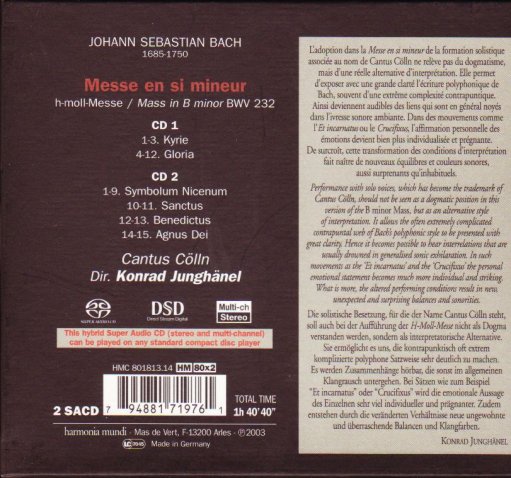 JOHANN SEBASTIAN BACH
1685-1750
Messe en si mineur
h-moll-Messe / Mass in B minor BWV 232
CD 1
1-3. Kyrie
4-12. Gloria
CD 2
1-9. Symbolum Nicenum
10-11. Sanctus
12-13. Benedictus
14-15. Agnus Dei
Cantus Cölln
Dir. Konrad Junghänel
SUPER AUDIO CD
DSD
Direct Stream Digital
Multi-ch
Stereo
This hybrid Super Audio CD (stereo and multi-channel)
can be played on any standard compact disc player
HMC 801813.14 HM 80x2
2 SACD
7 94881 71976 1
TOTAL TIME
1h 40'40"
harmonia mundi - Mas de Vert, F-13200 Arles - ℗2003
LC 7045 Made in Germany
L'adoption dans la Messe en si mineur de la formation solistique
associée au nom de Cantus Cölln ne relève pas du dogmatisme,
mais d'une réelle alternative d'interprétation. Elle permet
d'exposer avec une grande clarté l'écriture polyphonique de
Bach, souvent d'une extrême complexité contrapuntique.
Ainsi deviennent audibles des liens qui sont en général noyés
dans l'ivresse sonore ambiante. Dans des mouvements comme
l'Et incarnatus ou le Crucifixus, l'affirmation personnelle des
émotions devient bien plus individualisée et prégnante.
De surcroît, cette transformation des conditions d'interprétation
fait naître de nouveaux équilibres et couleurs sonores,
aussi surprenants qu'inhabituels.
Performance with solo voices, which has become the trademark of
Cantus Cölln, should not be seen as a dogmatic position in this
version of the B minor Mass, but as an alternative style
of interpretation. It allows the often extremely complicated
contrapuntal web of Bach's polyphonic style to be presented with
great clarity. Hence it becomes possible to hear interrelations that are
usually drowned in generalised sonic exhilaration. In such
movements as the 'Et incarnatus' and the 'Crucifixus' the personal
emotional statement becomes much more individual and striking.
What is more, the altered performing conditions result in new,
unexpected and surprising balances and sonorities.
Die solistische Besetzung, für die der Name Cantus Cölln steht,
soll auch bei der Aufführung der H-Moll-Messe nicht als Dogma
verstanden werden, sondern als interpretatorische Alternative.
Sie ermöglicht es uns, die kontrapunktisch oft extrem
komplizierte polyphone Satzweise sehr deutlich zu machen.
Es werden Zusammenhänge hörbar, die sonst im allgemeinen
Klangrausch untergehen. Bei Sätzen wie zum Beispiel
"Et incarnatus" oder "Crucifixus" wird die emotionale Aussage
des Einzelnen sehr viel individueller und prägnanter. Zudem
entstehen durch die veränderten Verhältnisse neue ungewohnte
und überraschende Balancen und Klangfarben.
KONRAD JUNGHÄNEL